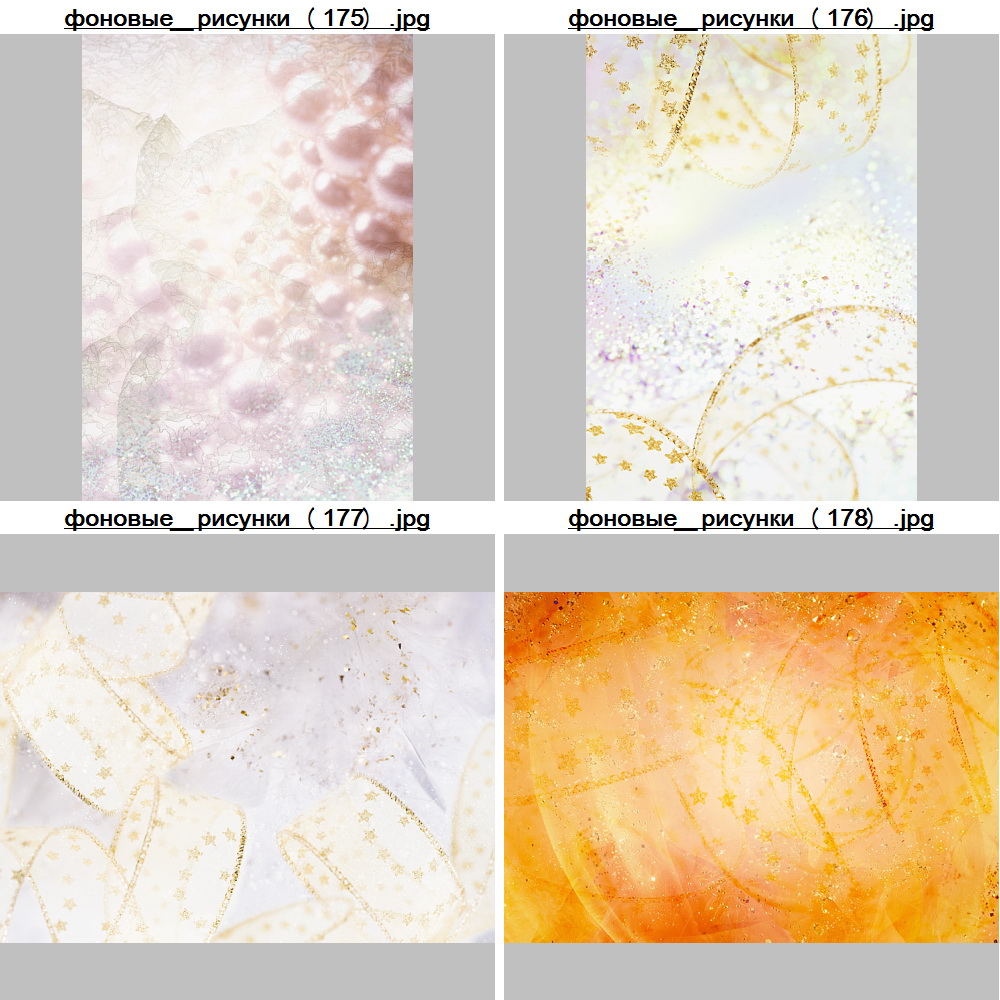 фоновые__рисунки ( 175) .jpg
фоновые__рисунки ( 176) .jpg
фоновые__рисунки ( 177) .jpg
фоновые__рисунки ( 178) .jpg